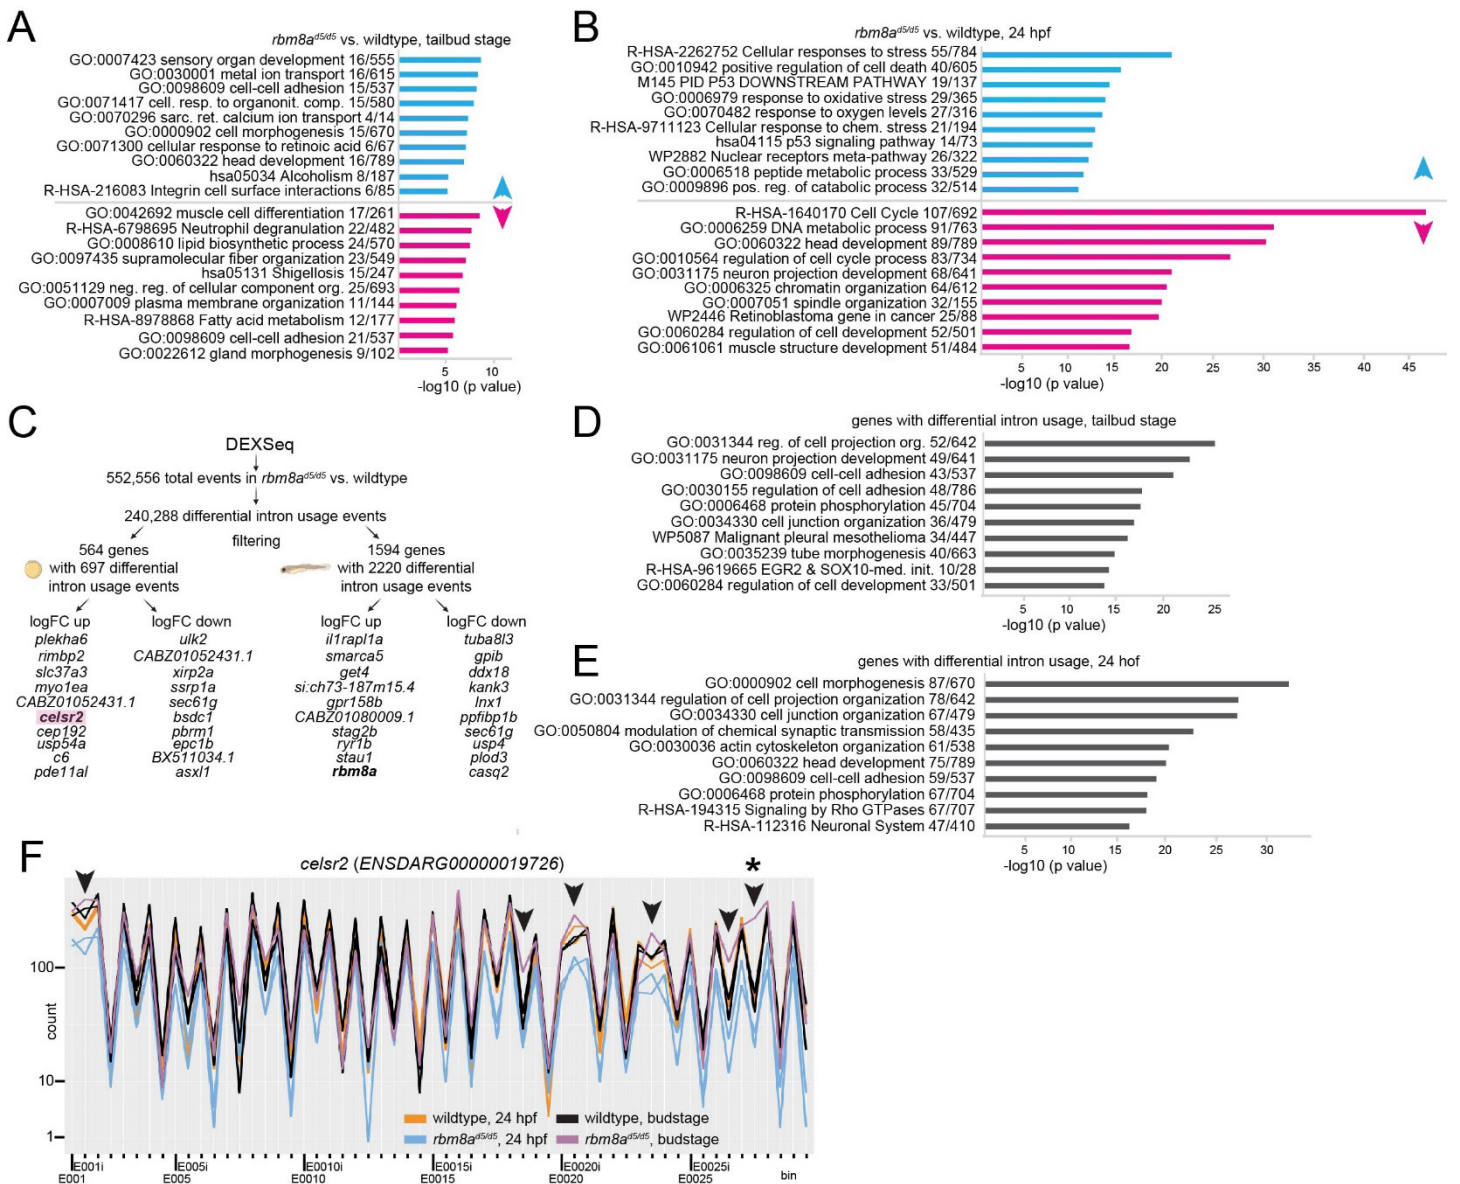 A
rbm8a^d5/d5 vs. wildtype, tailbud stage
GO:0007423 sensory organ development 16/555
GO:0030001 metal ion transport 16/615
GO:0098609 cell-cell adhesion 15/537
GO:0071417 cell. resp. to organonit. comp. 15/580
GO:0070296 sarc. ret. calcium ion transport 4/14
GO:0000902 cell morphogenesis 15/670
GO:0071300 cellular response to retinoic acid 6/67
GO:0060322 head development 16/789
hsa05034 Alcoholism 8/187
R-HSA-216083 Integrin cell surface interactions 6/85
GO:0042692 muscle cell differentiation 17/261
R-HSA-6798695 Neutrophil degranulation 22/482
GO:0008610 lipid biosynthetic process 24/570
GO:0097435 supramolecular fiber organization 23/549
hsa05131 Shigellosis 15/247
GO:0051129 neg. reg. of cellular component org. 25/693
GO:0007009 plasma membrane organization 11/144
R-HSA-8978868 Fatty acid metabolism 12/177
GO:0098609 cell-cell adhesion 21/537
GO:0022612 gland morphogenesis 9/102
5 10
-log10 (p value)
B
rbm8a^d5/d5 vs. wildtype, 24 hpf
R-HSA-2262752 Cellular responses to stress 55/784
GO:0010942 positive regulation of cell death 40/605
M145 PID P53 DOWNSTREAM PATHWAY 19/137
GO:0006979 response to oxidative stress 29/365
GO:0070482 response to oxygen levels 27/316
R-HSA-9711123 Cellular response to chem. stress 21/194
hsa04115 p53 signaling pathway 14/73
WP2882 Nuclear receptors meta-pathway 26/322
GO:0006518 peptide metabolic process 33/529
GO:0009896 pos. reg. of catabolic process 32/514
R-HSA-1640170 Cell Cycle 107/692
GO:0006259 DNA metabolic process 91/763
GO:0060322 head development 89/789
GO:0010564 regulation of cell cycle process 83/734
GO:0031175 neuron projection development 68/641
GO:0006325 chromatin organization 64/612
GO:0007051 spindle organization 32/155
WP2446 Retinoblastoma gene in cancer 25/88
GO:0060284 regulation of cell development 52/501
GO:0061061 muscle structure development 51/484
5 10 15 20 25 30 35 40 45
-log10 (p value)
C
DEXSeq
552,556 total events in rbm8a^d5/d5 vs. wildtype
240,288 differential intron usage events
filtering
564 genes
with 697 differential
intron usage events
1594 genes
with 2220 differential
intron usage events
logFC up
plekha6
rimbp2
slc37a3
myo1ea
CABZ01052431.1
celsr2
cep192
usp54a
c6
pde11al
logFC down
ulk2
CABZ01052431.1
xirp2a
ssrp1a
sec61g
bsdc1
pbrm1
epc1b
BX511034.1
asxl1
logFC up
il1rapl1a
smarca5
get4
si:ch73-187m15.4
gpr158b
CABZ01080009.1
stag2b
ryr1b
stau1
rbm8a
logFC down
tuba8l3
gpib
ddx18
kank3
lnx1
ppfibp1b
sec61g
usp4
plod3
casq2
D
genes with differential intron usage, tailbud stage
GO:0031344 reg. of cell projection org. 52/642
GO:0031175 neuron projection development 49/641
GO:0098609 cell-cell adhesion 43/537
GO:0030155 regulation of cell adhesion 48/786
GO:0006468 protein phosphorylation 45/704
GO:0034330 cell junction organization 36/479
WP5087 Malignant pleural mesothelioma 34/447
GO:0035239 tube morphogenesis 40/663
R-HSA-9619665 EGR2 & SOX10-med. init. 10/28
GO:0060284 regulation of cell development 33/501
5 10 15 20 25
-log10 (p value)
E
genes with differential intron usage, 24 hof
GO:0000902 cell morphogenesis 87/670
GO:0031344 regulation of cell projection organization 78/642
GO:0034330 cell junction organization 67/479
GO:0050804 modulation of chemical synaptic transmission 58/435
GO:0030036 actin cytoskeleton organization 61/538
GO:0060322 head development 75/789
GO:0098609 cell-cell adhesion 59/537
GO:0006468 protein phosphorylation 67/704
R-HSA-194315 Signaling by Rho GTPases 67/707
R-HSA-112316 Neuronal System 47/410
5 10 15 20 25 30
-log10 (p value)
F
celsr2 (ENSDARG00000019726)
*
count
100
10
1
wildtype, 24 hpf
wildtype, budstage
rbm8a^d5/d5, 24 hpf
rbm8a^d5/d5, budstage
E001i E005i E0010i E0015i E0020i E0025i
E001 E005 E0010 E0015 E0020 E0025
bin